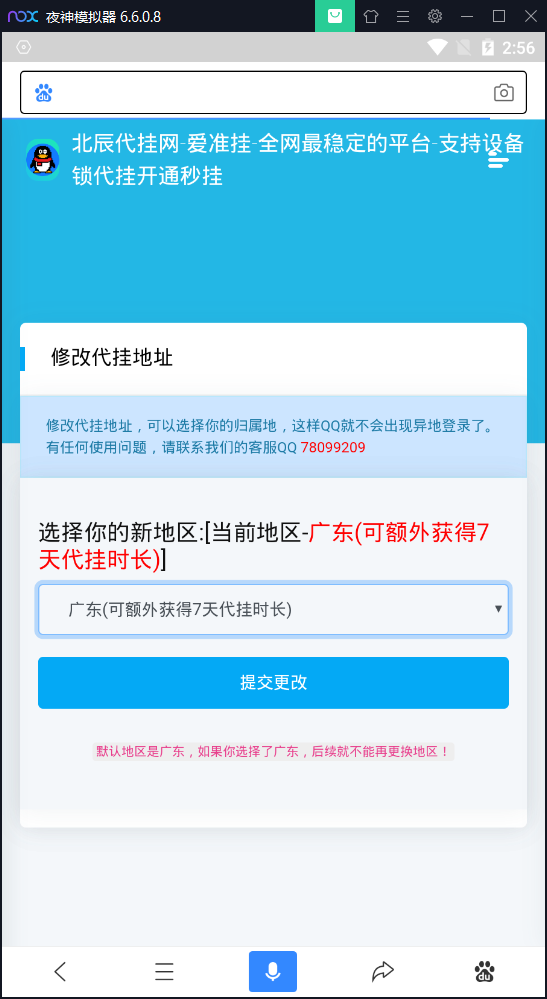 nox 夜神模拟器 6.6.0.8
2:56
du
北辰代挂网-爱准挂-全网最稳定的平台-支持设备
锁代挂开通秒挂
修改代挂地址
修改代挂地址，可以选择你的归属地，这样QQ就不会出现异地登录了。
有任何使用问题，请联系我们的客服QQ 78099209
选择你的新地区:[当前地区-广东(可额外获得7
天代挂时长)]
广东(可额外获得7天代挂时长)
提交更改
默认地区是广东，如果你选择了广东，后续就不能再更换地区！
du